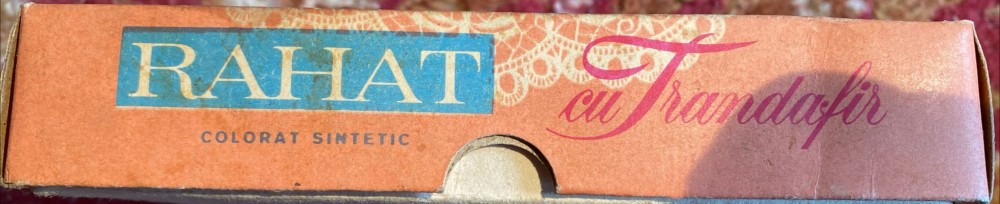 RAHAT
COLORAT SINTETIC
cu Trandafir